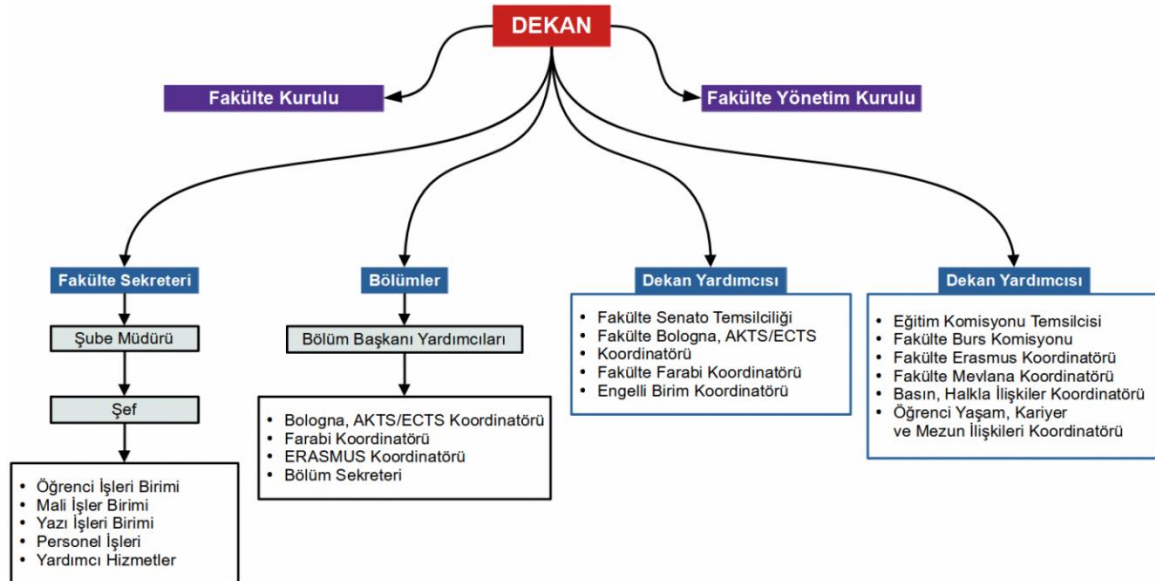 DEKAN
Fakülte Kurulu
Fakülte Yönetim Kurulu
Fakülte Sekreteri
Şube Müdürü
Şef
• Öğrenci İşleri Birimi
• Mali İşler Birimi
• Yazı İşleri Birimi
• Personel İşleri
• Yardımcı Hizmetler
Bölümler
Bölüm Başkanı Yardımcıları
• Bologna, AKTS/ECTS Koordinatörü
• Farabi Koordinatörü
• ERASMUS Koordinatörü
• Bölüm Sekreteri
Dekan Yardımcısı
• Fakülte Senato Temsilciliği
• Fakülte Bologna, AKTS/ECTS
• Koordinatörü
• Fakülte Farabi Koordinatörü
• Engelli Birim Koordinatörü
Dekan Yardımcısı
• Eğitim Komisyonu Temsilcisi
• Fakülte Burs Komisyonu
• Fakülte Erasmus Koordinatörü
• Fakülte Mevlana Koordinatörü
• Basın, Halkla İlişkiler Koordinatörü
• Öğrenci Yaşam, Kariyer
ve Mezun İlişkileri Koordinatörü